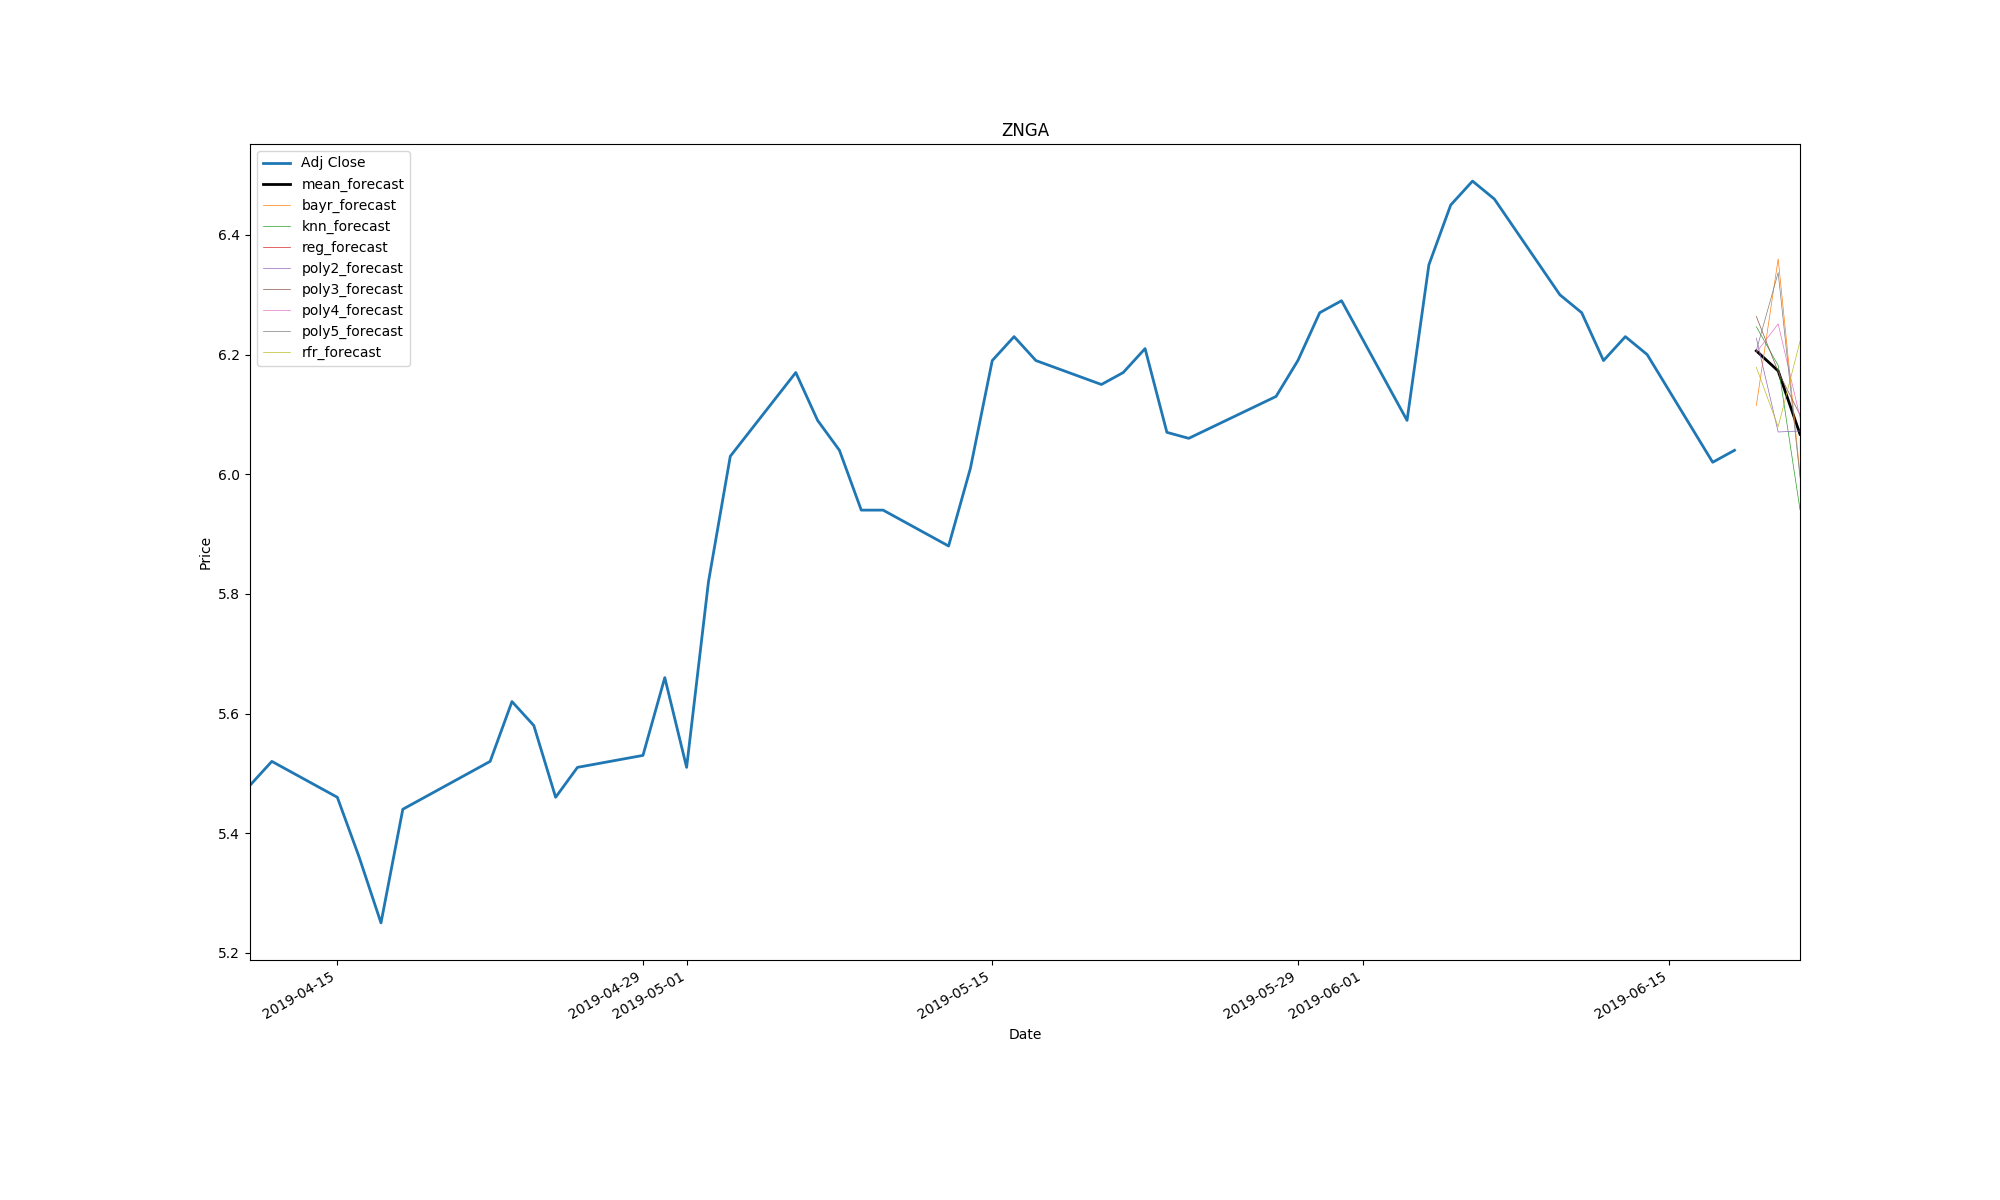 ZNGA
Adj Close
mean_forecast
bayr_forecast
knn_forecast
reg_forecast
poly2_forecast
poly3_forecast
poly4_forecast
poly5_forecast
rfr_forecast
6.4
6.2
6.0
5.8
5.6
5.4
5.2
Price
2019-04-15
2019-04-29
2019-05-01
2019-05-15
2019-05-29
2019-06-01
2019-06-15
Date